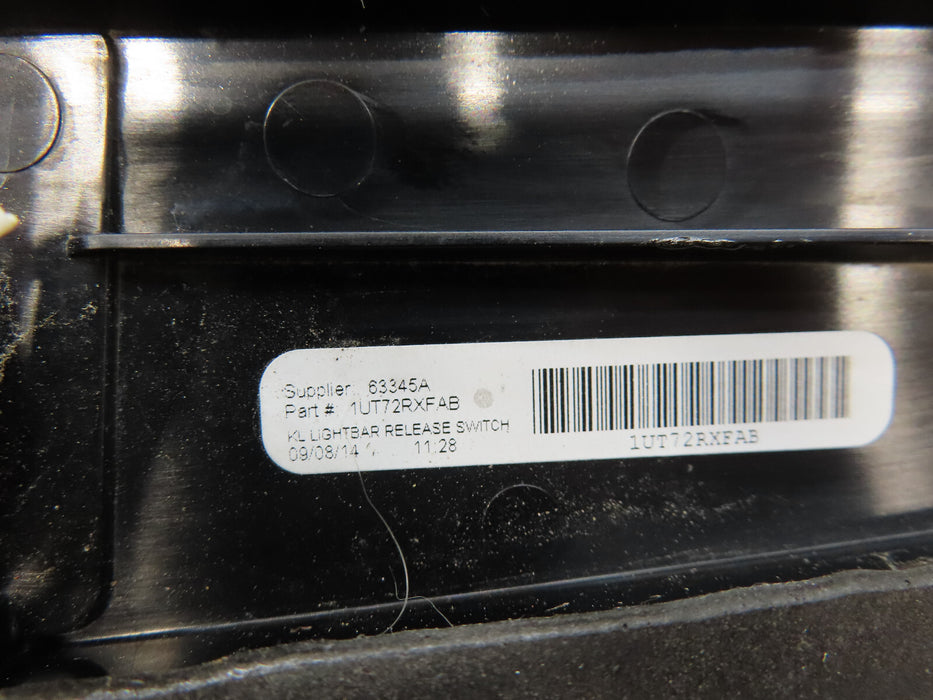 Supplier: 63345A
Part #: 1UT72RXFAB
KL LIGHTBAR RELEASE SWITCH
09/08/14 11:28
1UT72RXFAB